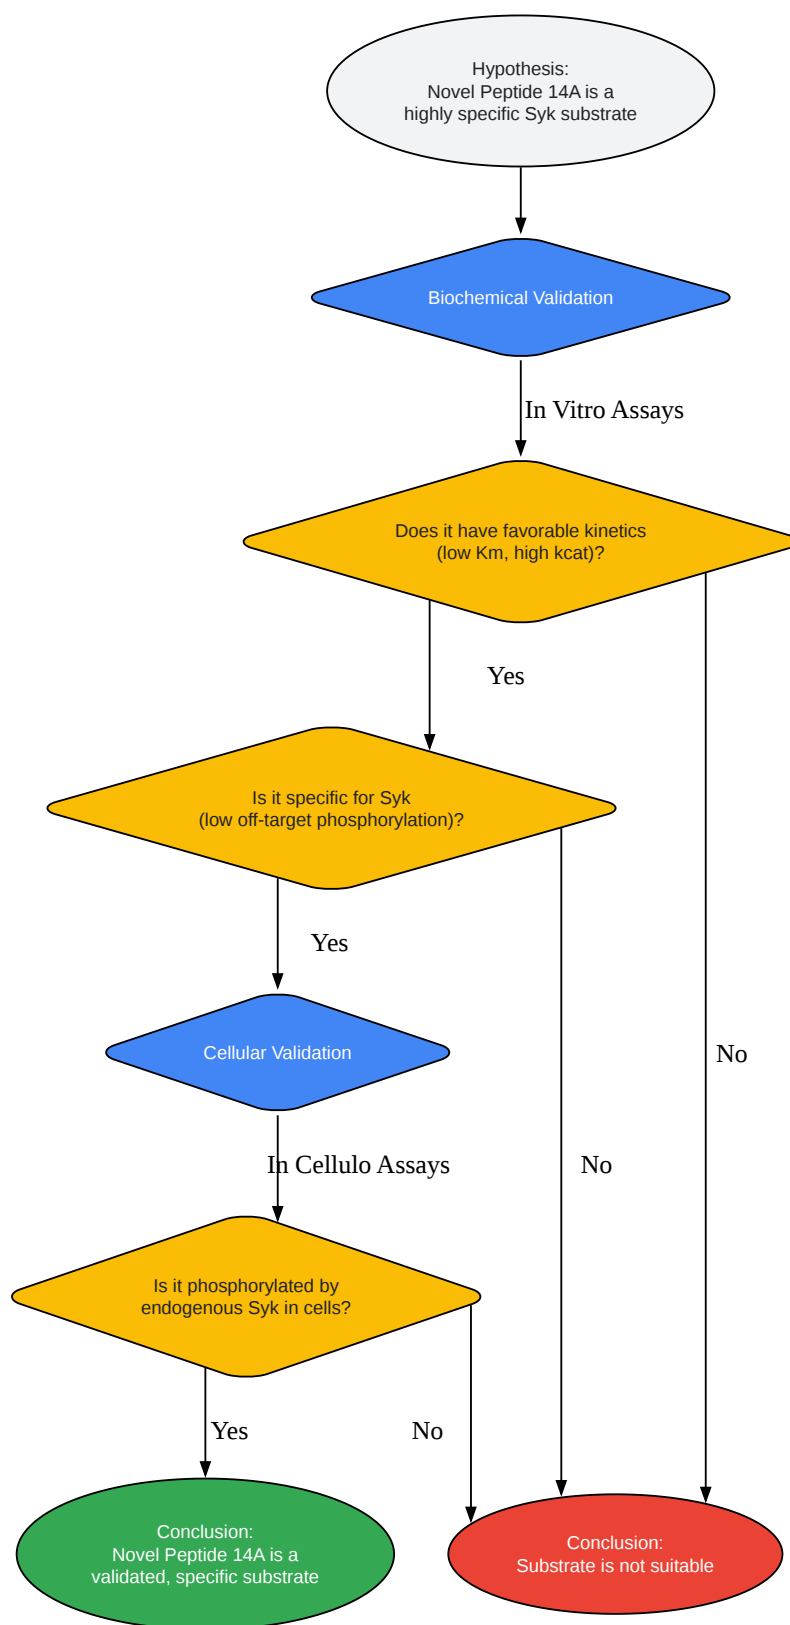 Hypothesis:
Novel Peptide 14A is a
highly specific Syk substrate
Biochemical Validation
In Vitro Assays
Does it have favorable kinetics
(low Km, high kcat)?
Yes
Is it specific for Syk
(low off-target phosphorylation)?
Yes
Cellular Validation
No
In Cellulo Assays
No
Is it phosphorylated by
endogenous Syk in cells?
Yes
No
Conclusion:
Novel Peptide 14A is a
validated, specific substrate
Conclusion:
Substrate is not suitable